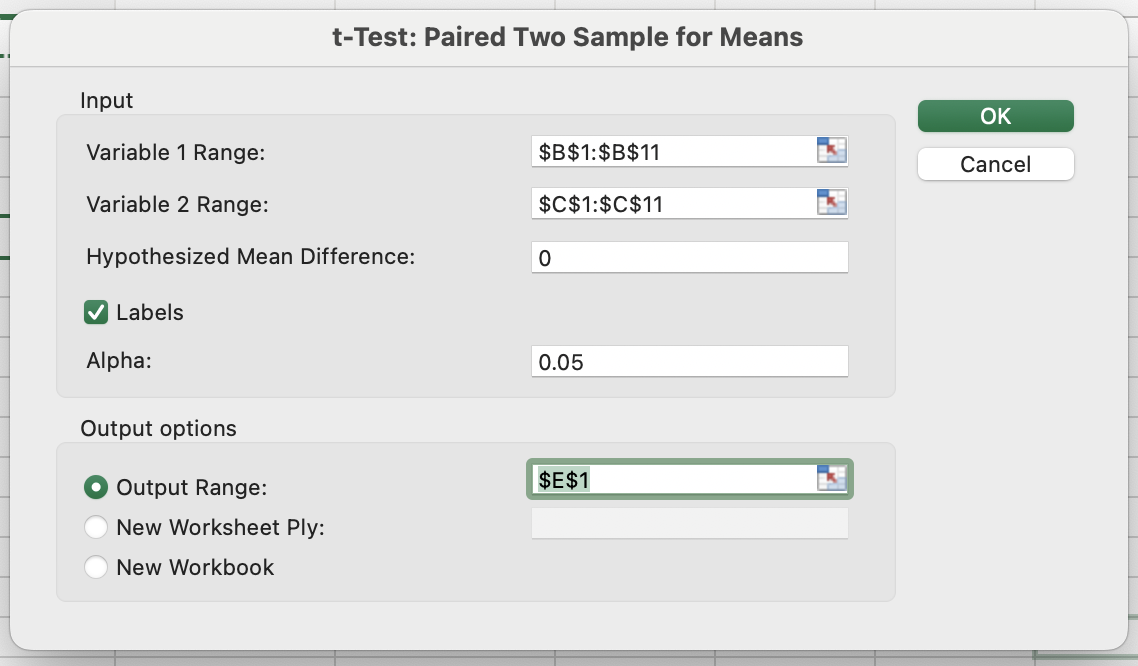 t-Test: Paired Two Sample for Means
Input
OK
Variable 1 Range: $B$1:$B$11
Cancel
Variable 2 Range: $C$1:$C$11
Hypothesized Mean Difference: 0
Labels
Alpha: 0.05
Output options
Output Range: $E$1
New Worksheet Ply:
New Workbook